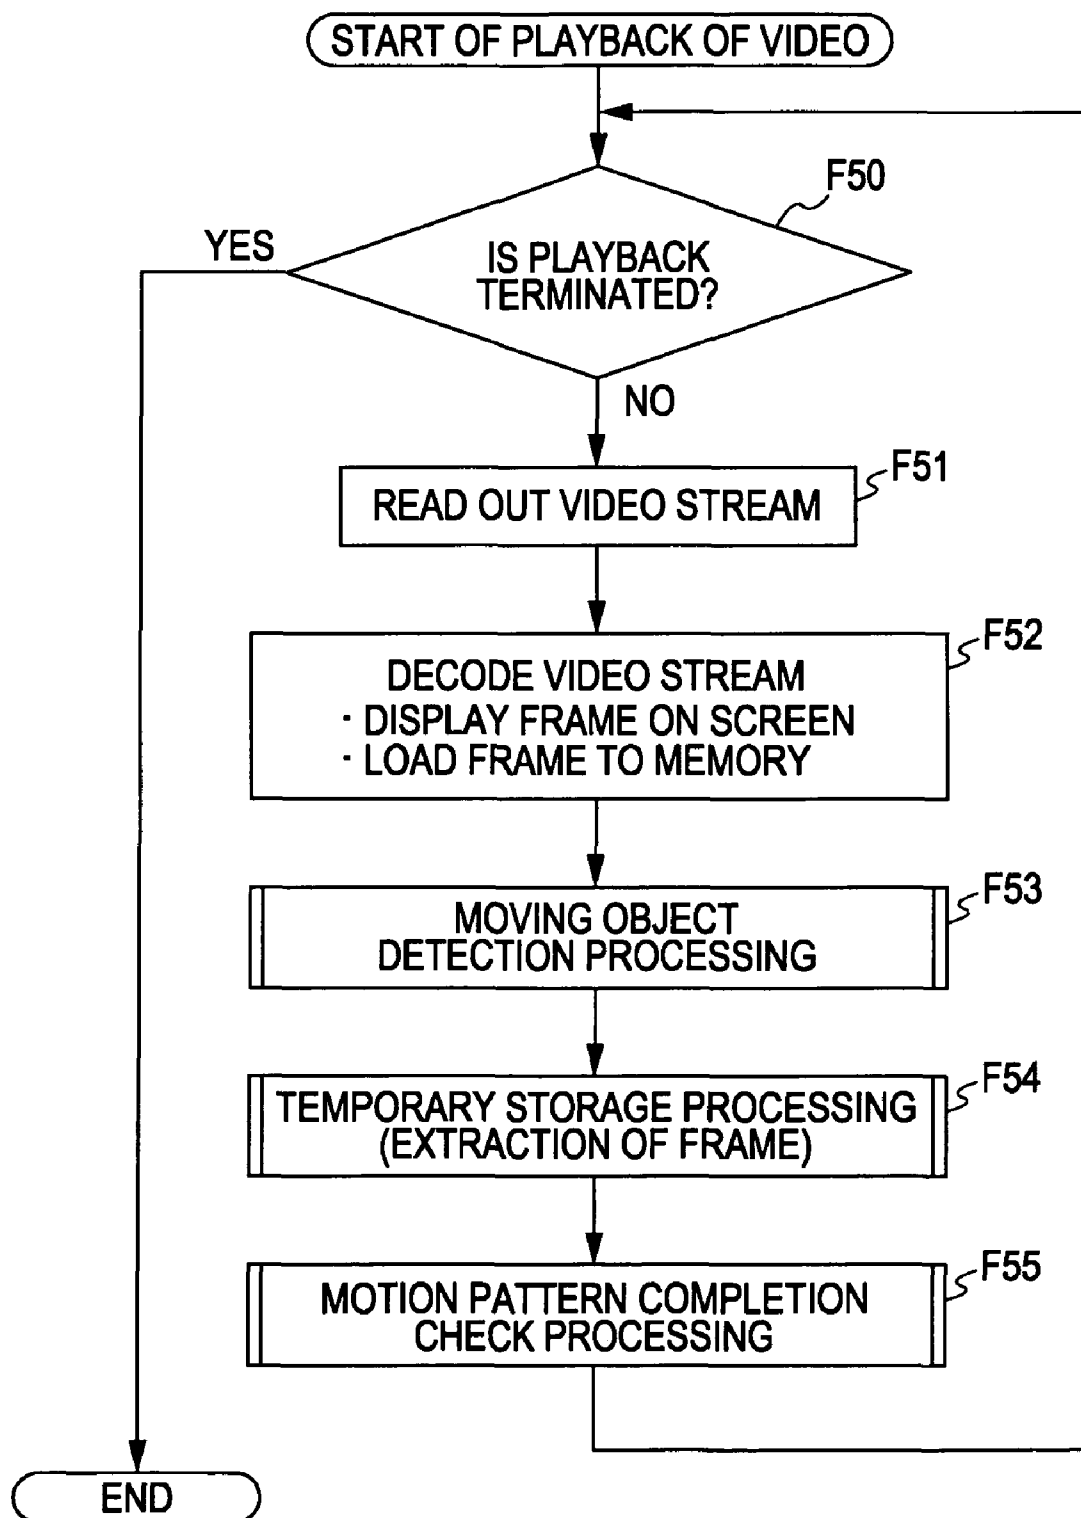 START OF PLAYBACK OF VIDEO
F50
YES
IS PLAYBACK
TERMINATED?
NO
F51
READ OUT VIDEO STREAM
F52
DECODE VIDEO STREAM
- DISPLAY FRAME ON SCREEN
- LOAD FRAME TO MEMORY
F53
MOVING OBJECT
DETECTION PROCESSING
F54
TEMPORARY STORAGE PROCESSING
(EXTRACTION OF FRAME)
F55
MOTION PATTERN COMPLETION
CHECK PROCESSING
END